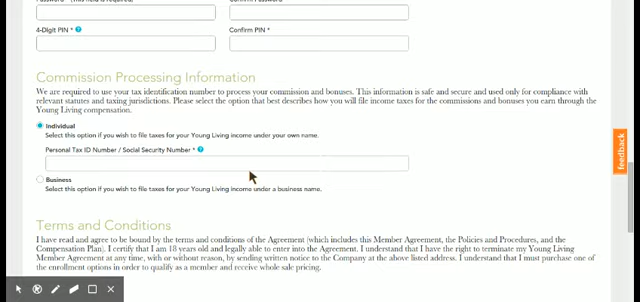 Password * (This field is required)
Confirm Password *
4-Digit PIN *
Confirm PIN *
Commission Processing Information
We are required to use your tax identification number to process your commission and bonuses. This information is safe and secure and used only for compliance with
relevant statutes and taxing jurisdictions. Please select the option that best describes how you will file income taxes for the commissions and bonuses you earn through the
Young Living compensation.
Individual
Select this option if you wish to file taxes for your Young Living income under your own name.
Personal Tax ID Number / Social Security Number *
Business
Select this option if you wish to file taxes for your Young Living income under a business name.
feedback
Terms and Conditions
I have read and agree to be bound by the terms and conditions of the Agreement (which includes this Member Agreement, the Policies and Procedures, and the
Compensation Plan). I certify that I am 18 years old and legally able to enter into the Agreement. I understand that I have the right to terminate my Young Living
Member Agreement at any time, with or without reason, by sending written notice to the Company at the above listed address. I understand that I must purchase one
of the enrollment options in order to qualify as a member and receive whole sale pricing.